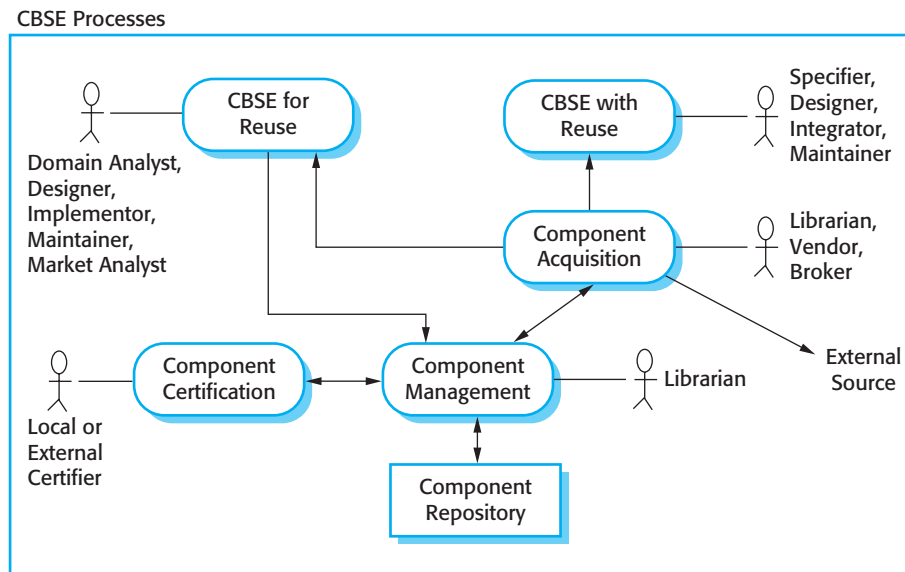 CBSE Processes
CBSE for
Reuse
CBSE with
Reuse
Specifier,
Designer,
Integrator,
Maintainer
Domain Analyst,
Designer,
Implementor,
Maintainer,
Market Analyst
Component
Acquisition
Librarian,
Vendor,
Broker
Component
Certification
Component
Management
Librarian
External
Source
Local or
External
Certifier
Component
Repository